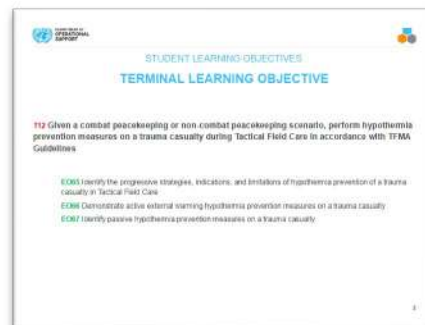 OPERATIONAL
SUPPORT
STUDENT LEARNING OBJECTIVES
TERMINAL LEARNING OBJECTIVE
T12 Given a combat peacekeeping or non-combat peacekeeping scenario, perform hypothermia
prevention measures on a trauma casualty during Tactical Field Care in accordance with TFMA
Guidelines
EO65 Identify the progressive strategies, indications, and limitations of hypothermia prevention of a trauma
casualty in Tactical Field Care
EO66 Demonstrate active external warming hypothermia prevention measures on a trauma casualty
EO67 Identify passive hypothermia prevention measures on a trauma casualty